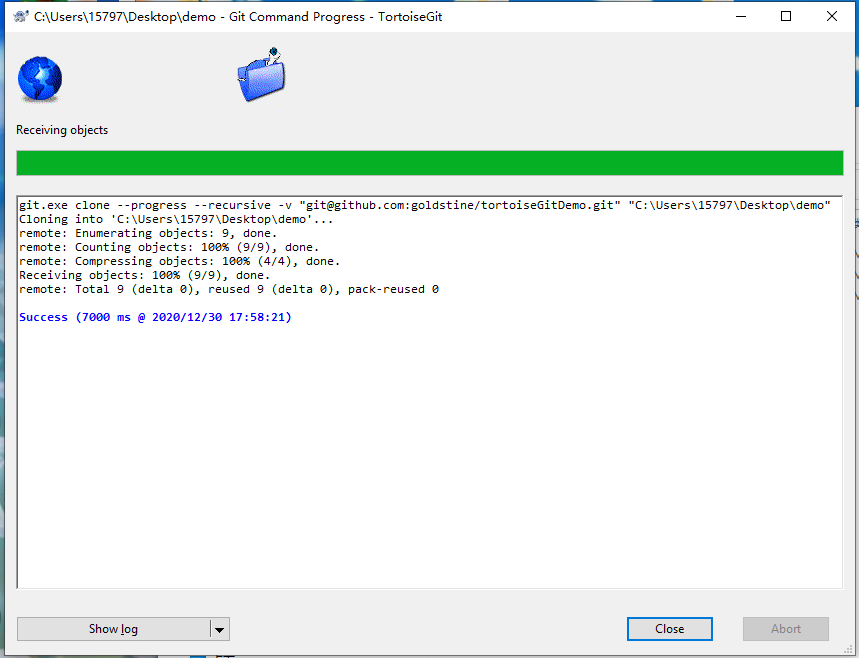 C:\Users\15797\Desktop\demo - Git Command Progress - TortoiseGit
Receiving objects
git.exe clone --progress --recursive -v "git@github.com:goldstine/tortoiseGitDemo.git" "C:\Users\15797\Desktop\demo"
Cloning into 'C:\Users\15797\Desktop\demo'...
remote: Enumerating objects: 9, done.
remote: Counting objects: 100% (9/9), done.
remote: Compressing objects: 100% (4/4), done.
Receiving objects: 100% (9/9), done.
remote: Total 9 (delta 0), reused 9 (delta 0), pack-reused 0
Success (7000 ms @ 2020/12/30 17:58:21)
Show log
Close
Abort